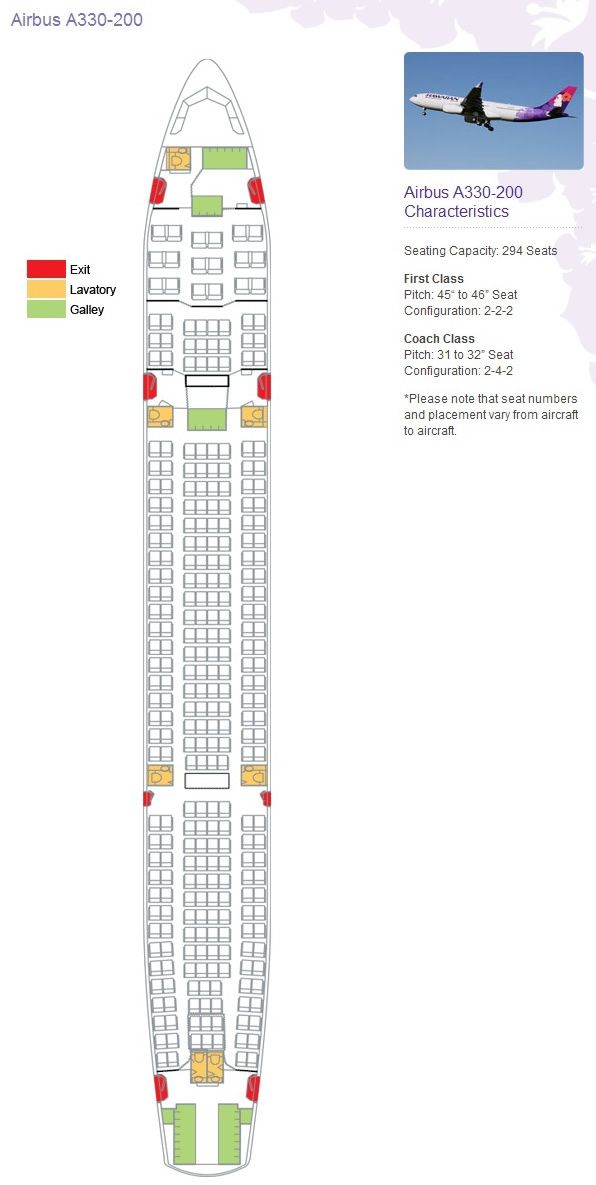 Airbus A330-200
HAWAIIAN
Airbus A330-200
Characteristics
Seating Capacity: 294 Seats
Exit
Lavatory
Galley
First Class
Pitch: 45“ to 46” Seat
Configuration: 2-2-2
Coach Class
Pitch: 31 to 32” Seat
Configuration: 2-4-2
*Please note that seat numbers
and placement vary from aircraft
to aircraft.